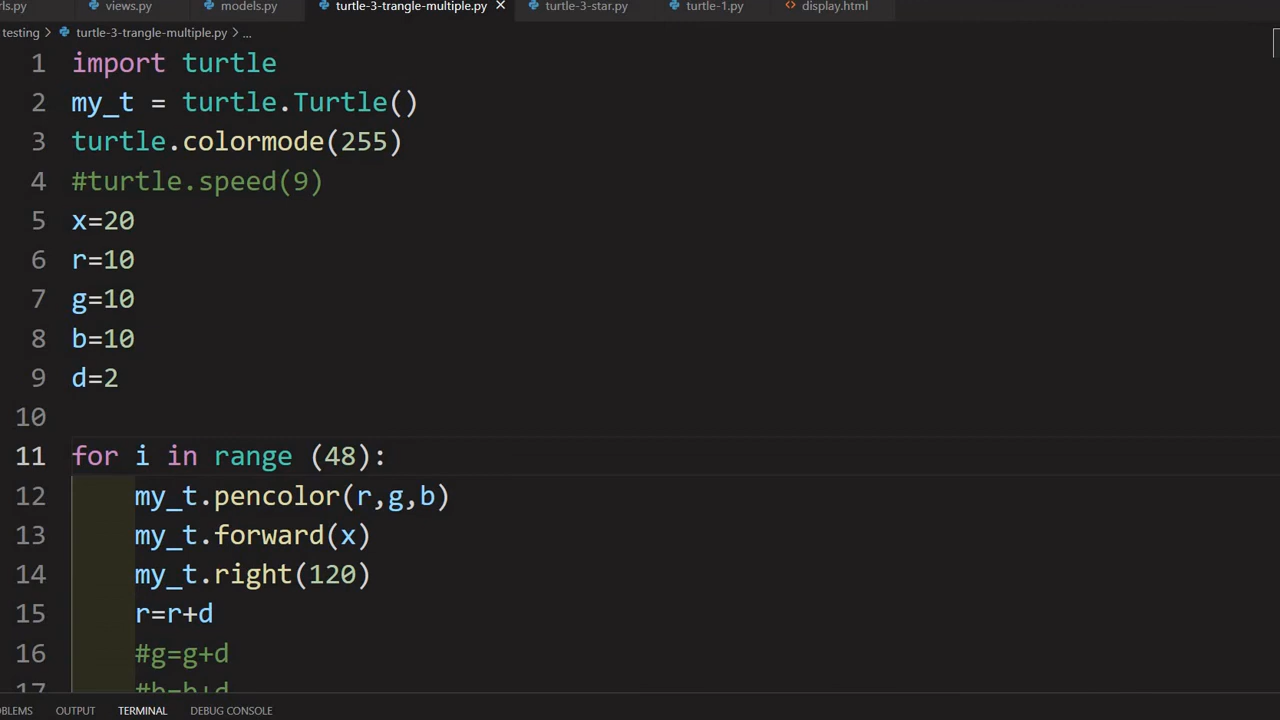 views.py models.py turtle-3-trangle-multiple.py turtle-3-star.py turtle-1.py display.html
testing > turtle-3-trangle-multiple.py > ...
1 import turtle
2 my_t = turtle.Turtle()
3 turtle.colormode(255)
4 #turtle.speed(9)
5 x=20
6 r=10
7 g=10
8 b=10
9 d=2
10
11 for i in range (48):
12 my_t.pencolor(r,g,b)
13 my_t.forward(x)
14 my_t.right(120)
15 r=r+d
16 #g=g+d
17 #b=b+d
OBLEMS OUTPUT TERMINAL DEBUG CONSOLE